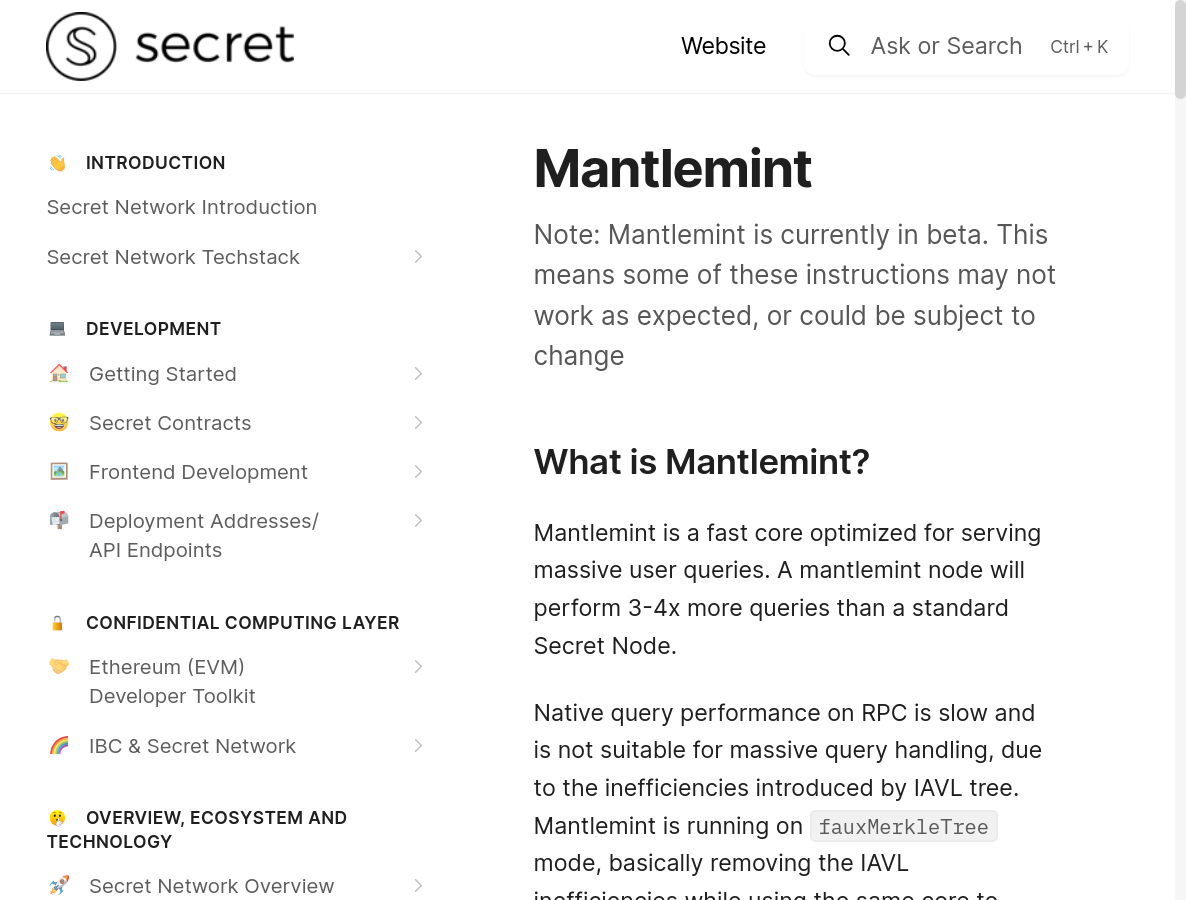 secret
Website
Ask or Search
Ctrl + K
INTRODUCTION
Secret Network Introduction
Secret Network Techstack
DEVELOPMENT
Getting Started
Secret Contracts
Frontend Development
Deployment Addresses/
API Endpoints
CONFIDENTIAL COMPUTING LAYER
Ethereum (EVM)
Developer Toolkit
IBC & Secret Network
OVERVIEW, ECOSYSTEM AND
TECHNOLOGY
Secret Network Overview
Mantlemint
Note: Mantlemint is currently in beta. This
means some of these instructions may not
work as expected, or could be subject to
change
What is Mantlemint?
Mantlemint is a fast core optimized for serving
massive user queries. A mantlemint node will
perform 3-4x more queries than a standard
Secret Node.
Native query performance on RPC is slow and
is not suitable for massive query handling, due
to the inefficiencies introduced by IAVL tree.
Mantlemint is running on fauxMerkleTree
mode, basically removing the IAVL
inefficiencies while using the same core to